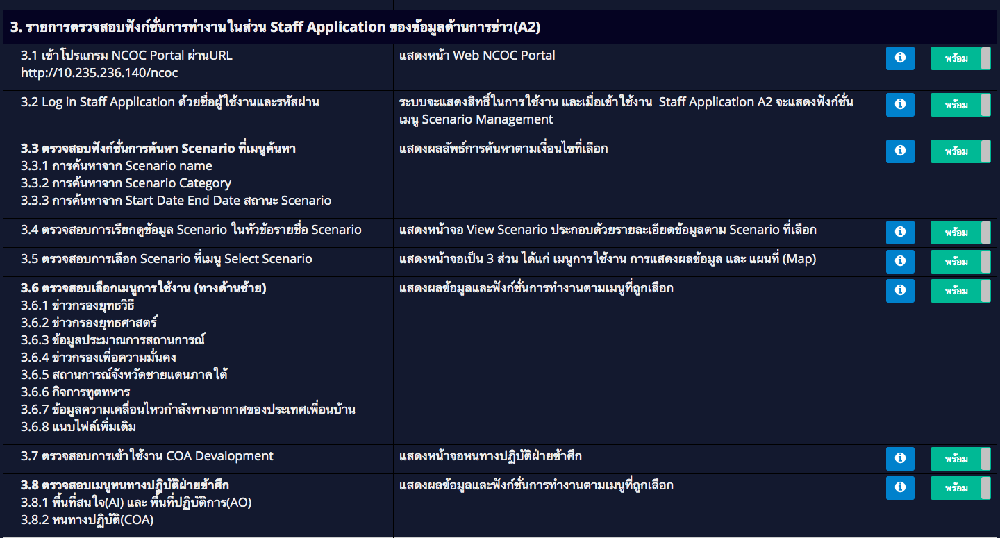 3. รายการตรวจสอบฟังก์ชั่นการทำงานในส่วน Staff Application ของข้อมูลด้านการข่าว(A2)
3.1 เข้าโปรแกรม NCOC Portal ผ่านURL
http://10.235.236.140/ncoc
แสดงหน้า Web NCOC Portal
พร้อม
3.2 Log in Staff Application ด้วยชื่อผู้ใช้งานและรหัสผ่าน
ระบบจะแสดงสิทธิ์ในการใช้งาน และเมื่อเข้าใช้งาน Staff Application A2 จะแสดงฟังก์ชั่น
เมนู Scenario Management
พร้อม
3.3 ตรวจสอบฟังก์ชั่นการค้นหา Scenario ที่เมนูค้นหา
3.3.1 การค้นหาจาก Scenario name
3.3.2 การค้นหาจาก Scenario Category
3.3.3 การค้นหาจาก Start Date End Date สถานะ Scenario
แสดงผลลัพธ์การค้นหาตามเงื่อนไขที่เลือก
พร้อม
3.4 ตรวจสอบการเรียกดูข้อมูล Scenario ในหัวข้อรายชื่อ Scenario
แสดงหน้าจอ View Scenario ประกอบด้วยรายละเอียดข้อมูลตาม Scenario ที่เลือก
พร้อม
3.5 ตรวจสอบการเลือก Scenario ที่เมนู Select Scenario
แสดงหน้าจอเป็น 3 ส่วน ได้แก่ เมนูการใช้งาน การแสดงผลข้อมูล และ แผนที่ (Map)
พร้อม
3.6 ตรวจสอบเลือกเมนูการใช้งาน (ทางด้านซ้าย)
3.6.1 ข่าวกรองยุทธวิธี
3.6.2 ข่าวกรองยุทธศาสตร์
3.6.3 ข้อมูลประมาณการสถานการณ์
3.6.4 ข่าวกรองเพื่อความมั่นคง
3.6.5 สถานการณ์จังหวัดชายแดนภาคใต้
3.6.6 กิจการทูตทหาร
3.6.7 ข้อมูลความเคลื่อนไหวกำลังทางอากาศของประเทศเพื่อนบ้าน
3.6.8 แนบไฟล์เพิ่มเติม
แสดงผลข้อมูลและฟังก์ชั่นการทำงานตามเมนูที่ถูกเลือก
พร้อม
3.7 ตรวจสอบการเข้าใช้งาน COA Devalopment
แสดงหน้าจอหนทางปฏิบัติฝ่ายข้าศึก
พร้อม
3.8 ตรวจสอบเมนูหนทางปฏิบัติฝ่ายข้าศึก
3.8.1 พื้นที่สนใจ(AI) และ พื้นที่ปฏิบัติการ(AO)
3.8.2 หนทางปฏิบัติ(COA)
แสดงผลข้อมูลและฟังก์ชั่นการทำงานตามเมนูที่ถูกเลือก
พร้อม